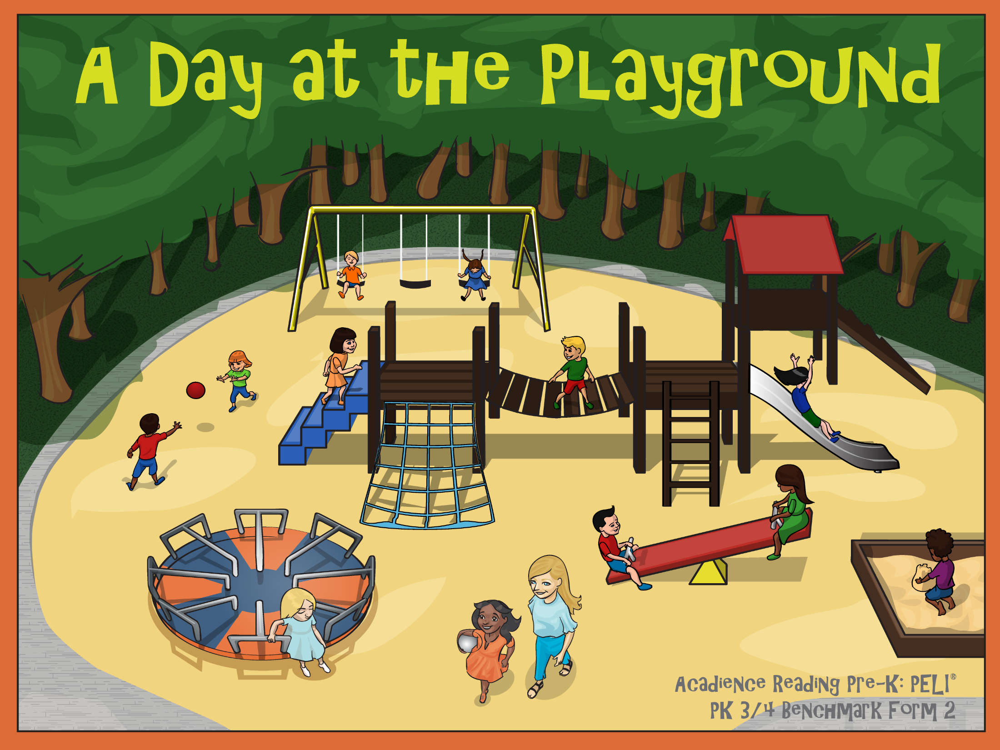 A Day at the Playground
Acadience Reading Pre-K: PELI®
PK 3/4 Benchmark Form 2